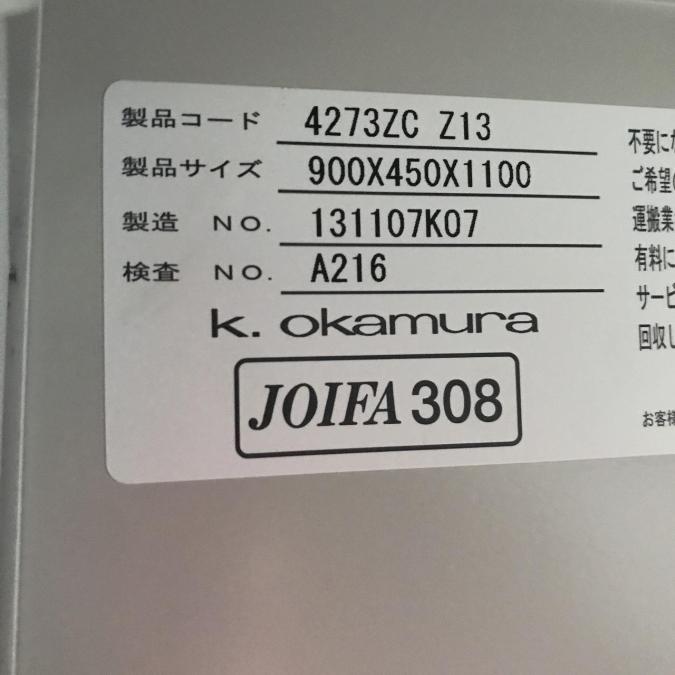 製品コード 4273ZC Z13
製品サイズ 900X450X1100
製造 NO. 131107K07
検査 NO. A216
k. okamura
JOIFA 308
不要に
ご希望
運搬業
有料に
サービ
回収し
お客様